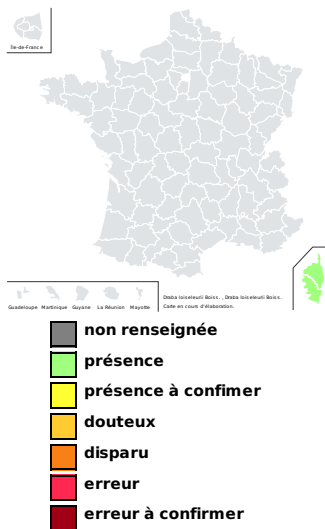 Île-de-France
Guadeloupe Martinique Guyane La Réunion Mayotte
Draba loiseleurii Boiss. , Draba loiseleurii Boiss.
Carte en cours d'élaboration.
non renseignée
présence
présence à confimer
douteux
disparu
erreur
erreur à confirmer